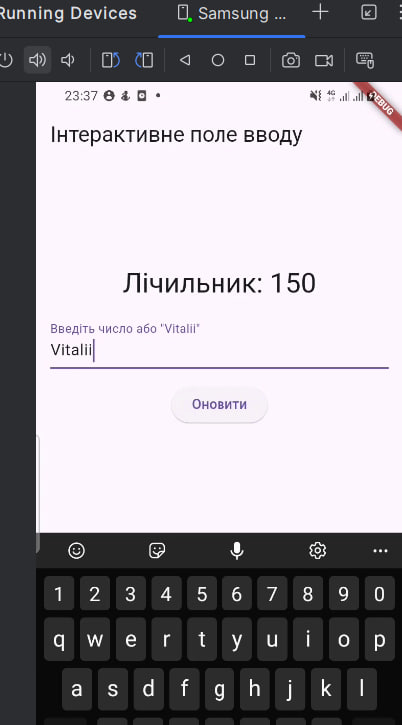 Running Devices
Samsung ...
23:37
4G
DEBUG
Інтерактивне поле вводу
Лічильник: 150
Введіть число або "Vitalii"
Vitalii
Оновити
1 2 3 4 5 6 7 8 9 0
q w e r t y u i o p
a s d f g h j k l